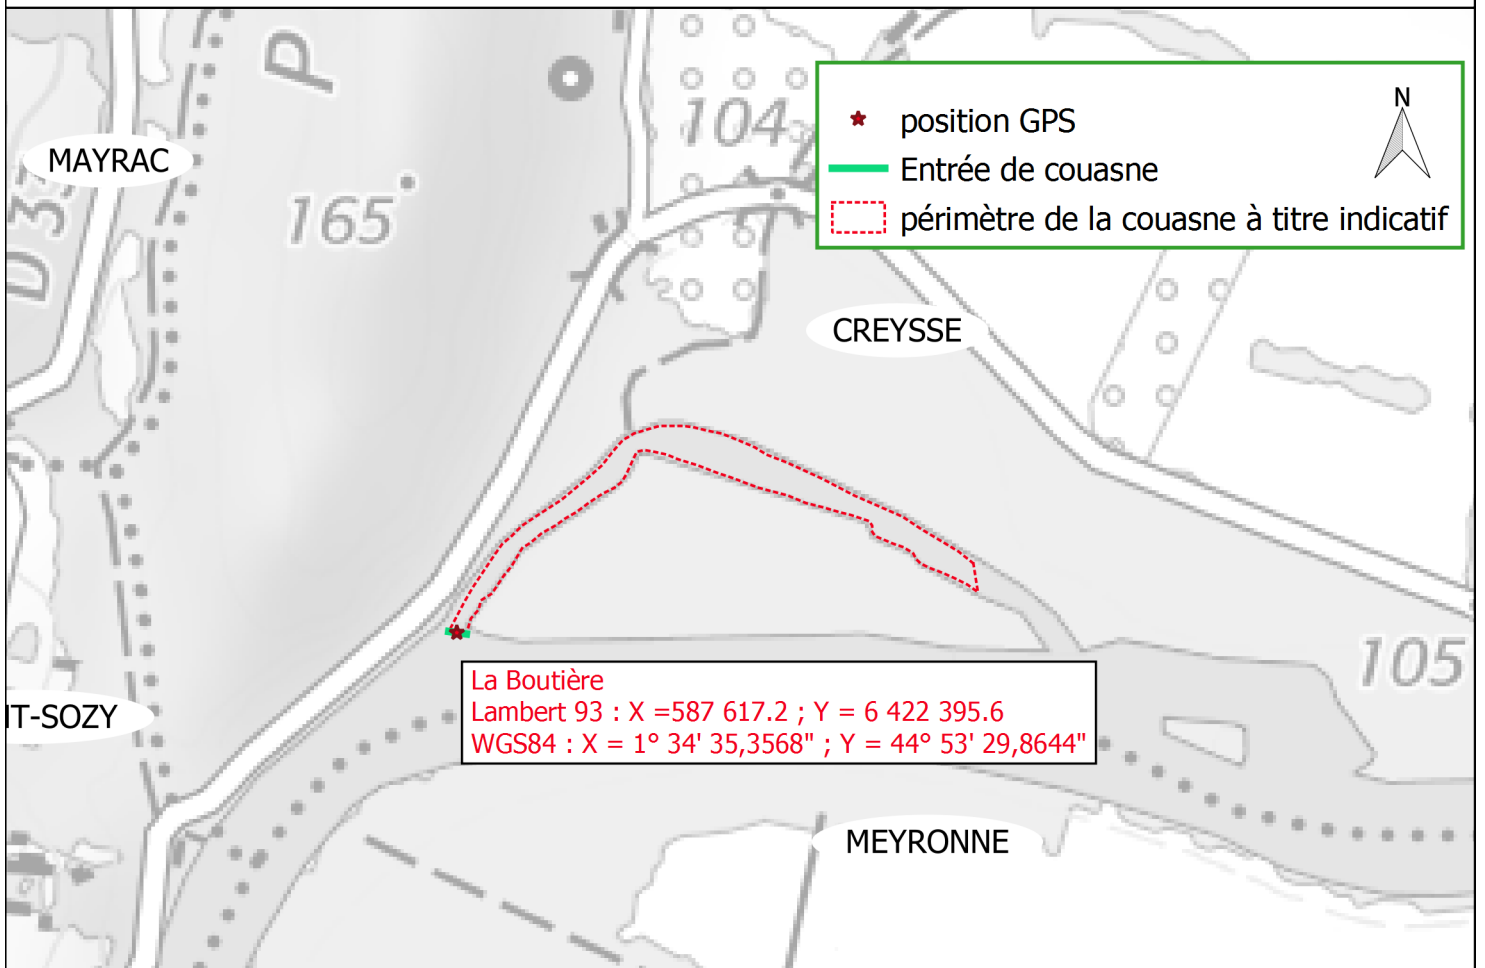 P
104
N
position GPS
Entrée de couasne
périmètre de la couasne à titre indicatif
MAYRAC
165
CREYSSE
105
La Boutière
Lambert 93 : X =587 617.2 ; Y = 6 422 395.6
WGS84 : X = 1° 34' 35,3568" ; Y = 44° 53' 29,8644"
IT-SOZY
MEYRONNE